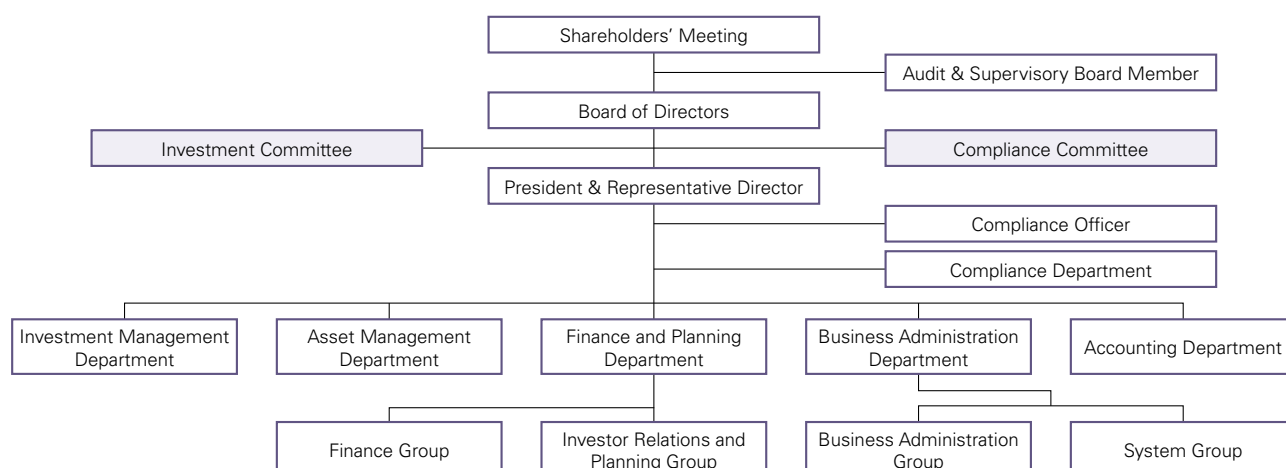 Shareholders' Meeting
Audit & Supervisory Board Member
Board of Directors
Investment Committee
Compliance Committee
President & Representative Director
Compliance Officer
Compliance Department
Investment Management
Department
Asset Management
Department
Finance and Planning
Department
Business Administration
Department
Accounting Department
Finance Group
Investor Relations and
Planning Group
Business Administration
Group
System Group